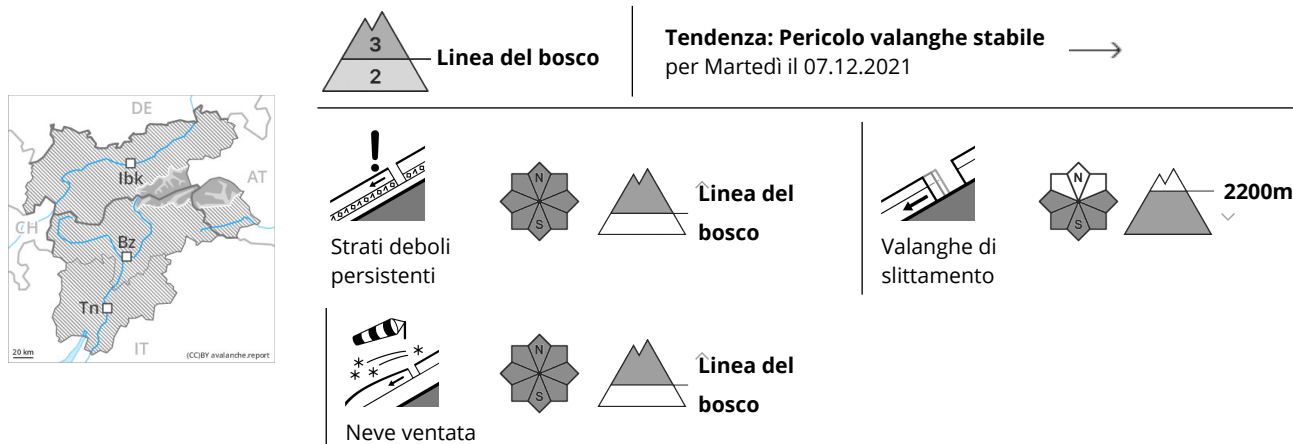 3
2
Linea del bosco
Tendenza: Pericolo valanghe stabile
per Martedì il 07.12.2021
DE
Ibk
AT
CH
Bz
Tn
IT
20 km
(CC)BY avalanche.report
N
S
Linea del
bosco
Strati deboli
persistenti
N
S
2200m
Valanghe di
slittamento
N
S
Linea del
bosco
Neve ventata